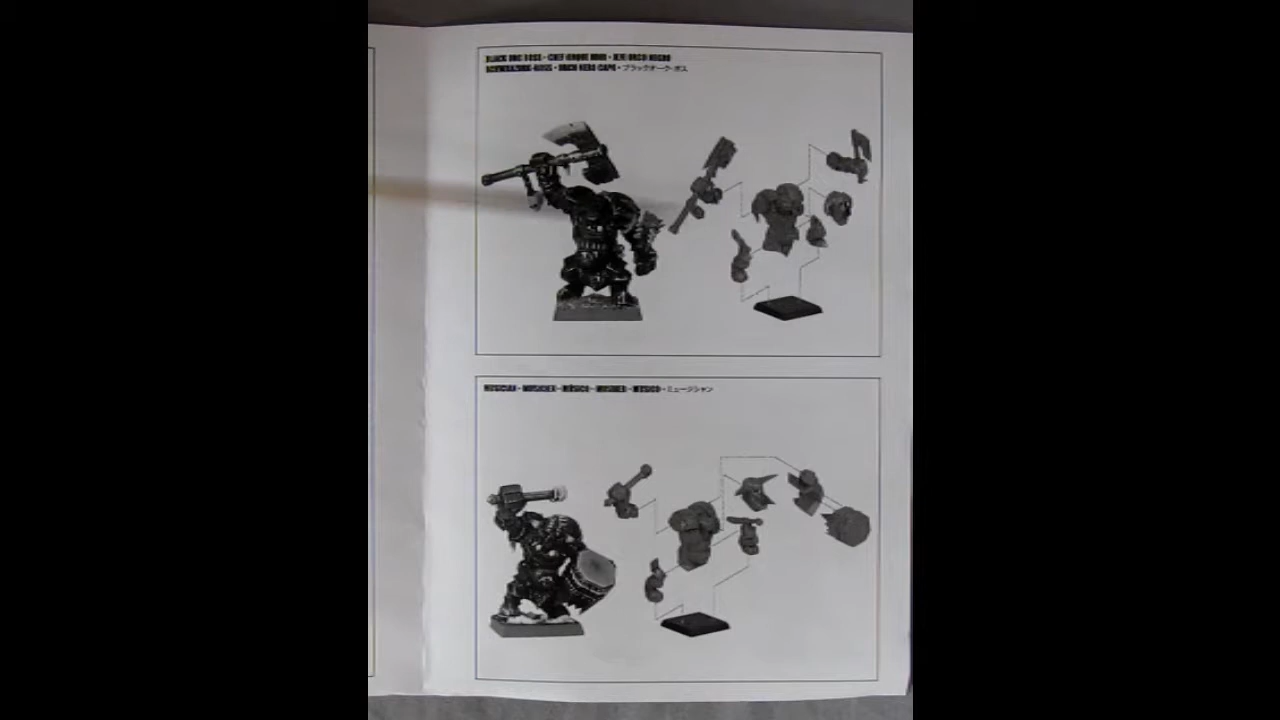 BLACK ORC BOSS • CHEF ORQUE NOIR • JEFE ORCO NEGRO
BOSS • ORCO NERO CAPO • ブラックオーク・ボス
MUSICIAN • MUSICIEN • MÚSICO • MUSIKER • MUSICO • ミュージシャン